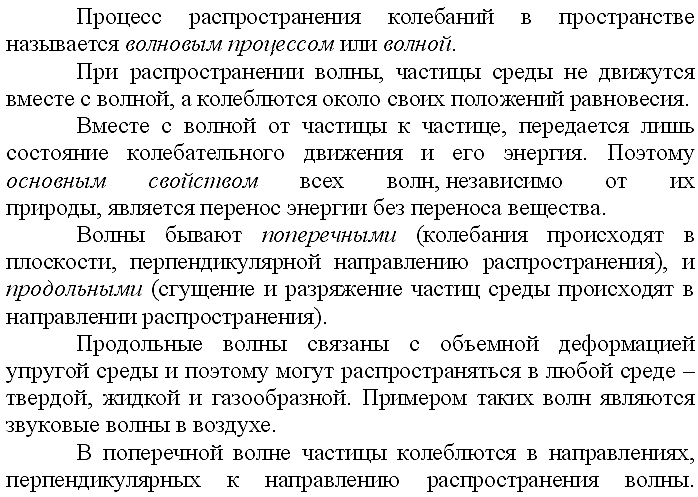 Процесс распространения колебаний в пространстве
называется волновым процессом или волной.
При распространении волны, частицы среды не движутся
вместе с волной, а колеблются около своих положений равновесия.
Вместе с волной от частицы к частице, передается лишь
состояние колебательного движения и его энергия. Поэтому
основным свойством всех волн, независимо от их
природы, является перенос энергии без переноса вещества.
Волны бывают поперечными (колебания происходят в
плоскости, перпендикулярной направлению распространения), и
продольными (сгущение и разряжение частиц среды происходят в
направлении распространения).
Продольные волны связаны с объемной деформацией
упругой среды и поэтому могут распространяться в любой среде –
твердой, жидкой и газообразной. Примером таких волн являются
звуковые волны в воздухе.
В поперечной волне частицы колеблются в направлениях,
перпендикулярных к направлению распространения волны.